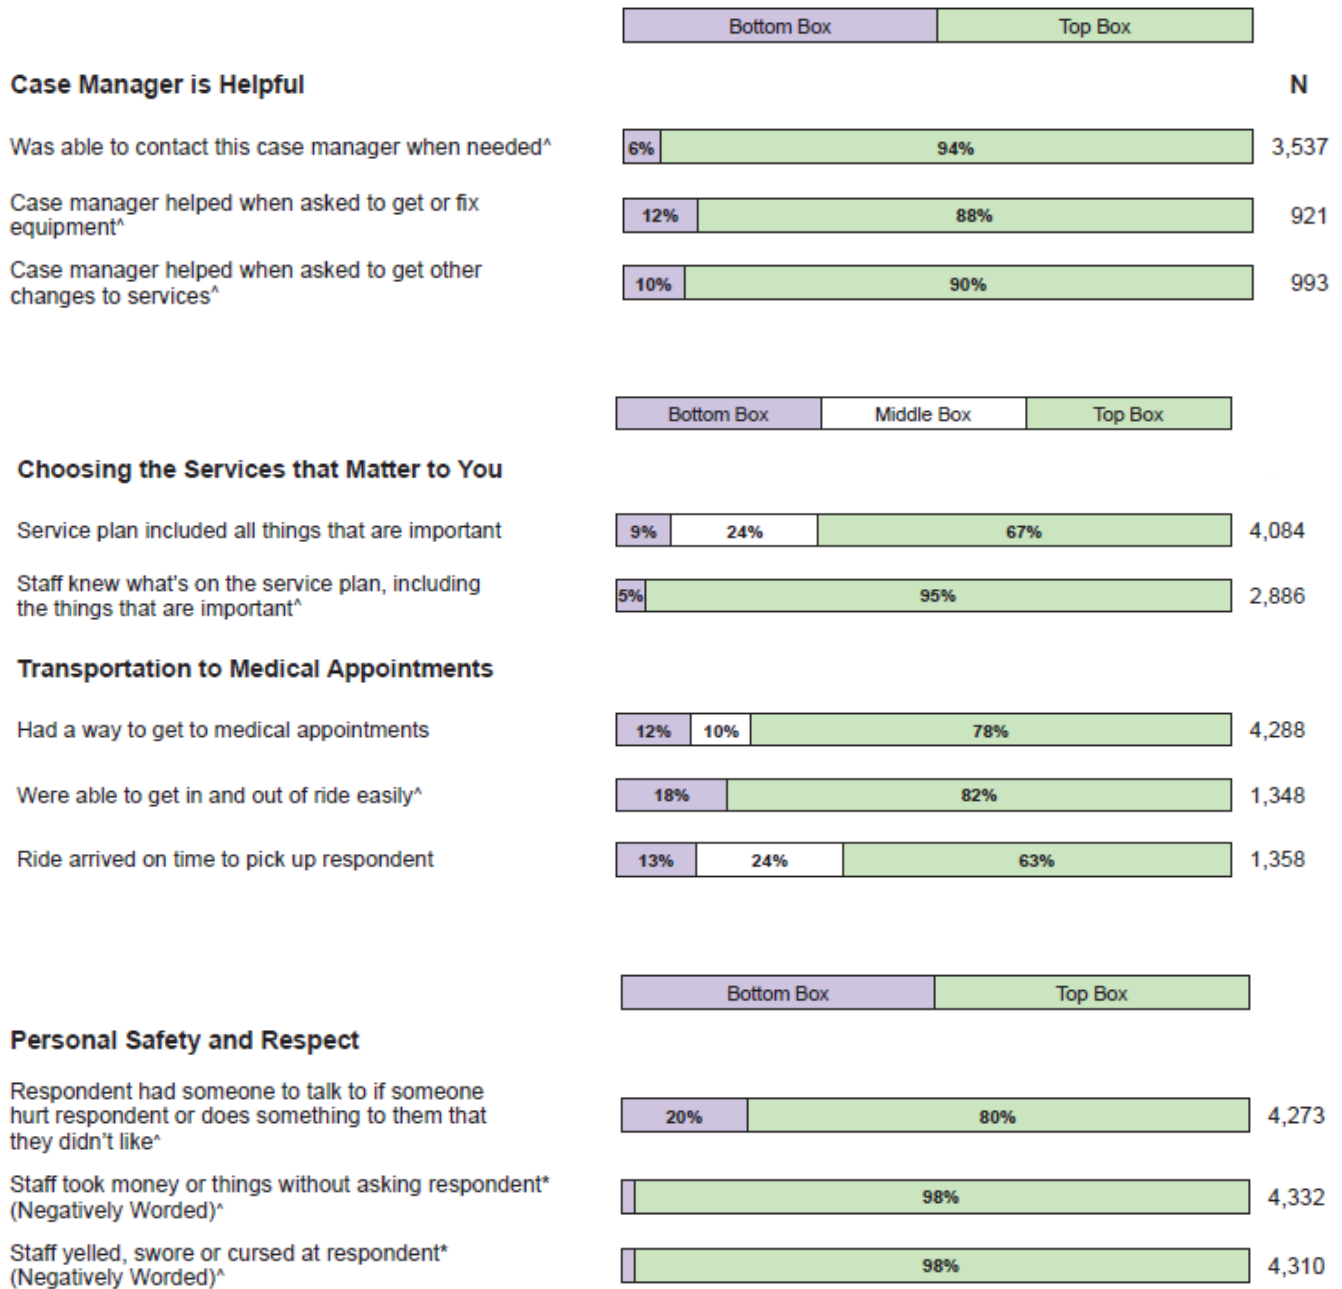 Bottom Box Top Box
Case Manager is Helpful N
Was able to contact this case manager when needed^ 6% 94% 3,537
Case manager helped when asked to get or fix
equipment^ 12% 88% 921
Case manager helped when asked to get other
changes to services^ 10% 90% 993
Bottom Box Middle Box Top Box
Choosing the Services that Matter to You
Service plan included all things that are important 9% 24% 67% 4,084
Staff knew what's on the service plan, including
the things that are important^ 5% 95% 2,886
Transportation to Medical Appointments
Had a way to get to medical appointments 12% 10% 78% 4,288
Were able to get in and out of ride easily^ 18% 82% 1,348
Ride arrived on time to pick up respondent 13% 24% 63% 1,358
Bottom Box Top Box
Personal Safety and Respect
Respondent had someone to talk to if someone
hurt respondent or does something to them that
they didn't like^ 20% 80% 4,273
Staff took money or things without asking respondent*
(Negatively Worded)^ 98% 4,332
Staff yelled, swore or cursed at respondent*
(Negatively Worded)^ 98% 4,310